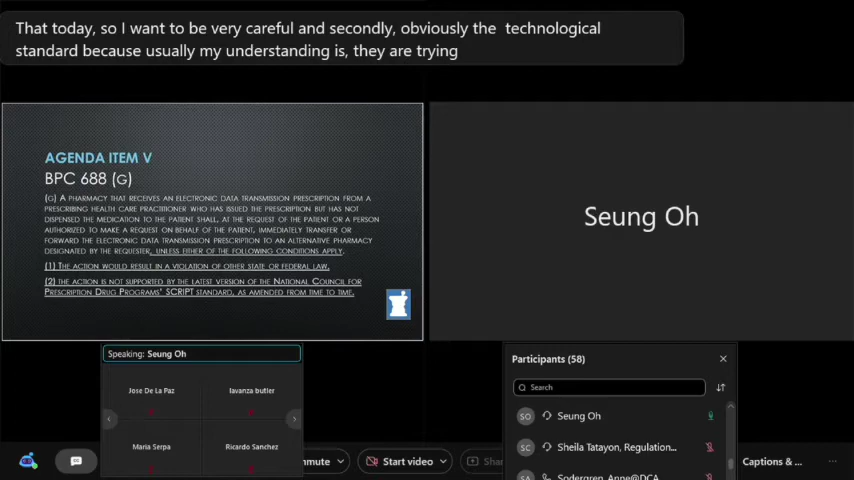 That today, so I want to be very careful and secondly, obviously the technological
standard because usually my understanding is, they are trying
AGENDA ITEM V
BPC 688 (G)
(G) A PHARMACY THAT RECEIVES AN ELECTRONIC DATA TRANSMISSION PRESCRIPTION FROM A
PRESCRIBING HEALTH CARE PRACTITIONER WHO HAS ISSUED THE PRESCRIPTION BUT HAS NOT
DISPENSED THE MEDICATION TO THE PATIENT SHALL, AT THE REQUEST OF THE PATIENT OR A PERSON
AUTHORIZED TO MAKE A REQUEST ON BEHALF OF THE PATIENT, IMMEDIATELY TRANSFER OR
FORWARD THE ELECTRONIC DATA TRANSMISSION PRESCRIPTION TO AN ALTERNATIVE PHARMACY
DESIGNATED BY THE REQUESTER, UNLESS EITHER OF THE FOLLOWING CONDITIONS APPLY.
(1) THE ACTION WOULD RESULT IN A VIOLATION OF OTHER STATE OR FEDERAL LAW.
(2) THE ACTION IS NOT SUPPORTED BY THE LATEST VERSION OF THE NATIONAL COUNCIL FOR
PRESCRIPTION DRUG PROGRAMS' SCRIPT STANDARD, AS AMENDED FROM TIME TO TIME.
Seung Oh
Speaking: Seung Oh
Jose De La Paz
lavanza butler
Maria Serpa
Ricardo Sanchez
Participants (58)
Search
SO Seung Oh
SC Sheila Tatayon, Regulation...
Sodergren, Anne@DCA
mute
Start video
Shar
Captions & ...